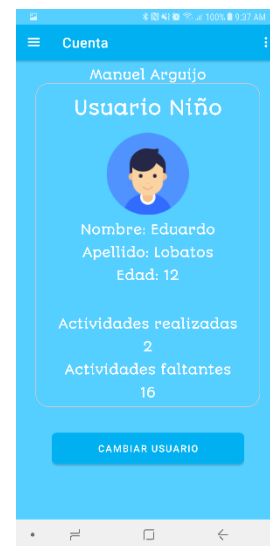 100% 9:37 AM
Cuenta
Manuel Arguijo
Usuario Niño
Nombre: Eduardo
Apellido: Lobatos
Edad: 12
Actividades realizadas
2
Actividades faltantes
16
CAMBIAR USUARIO